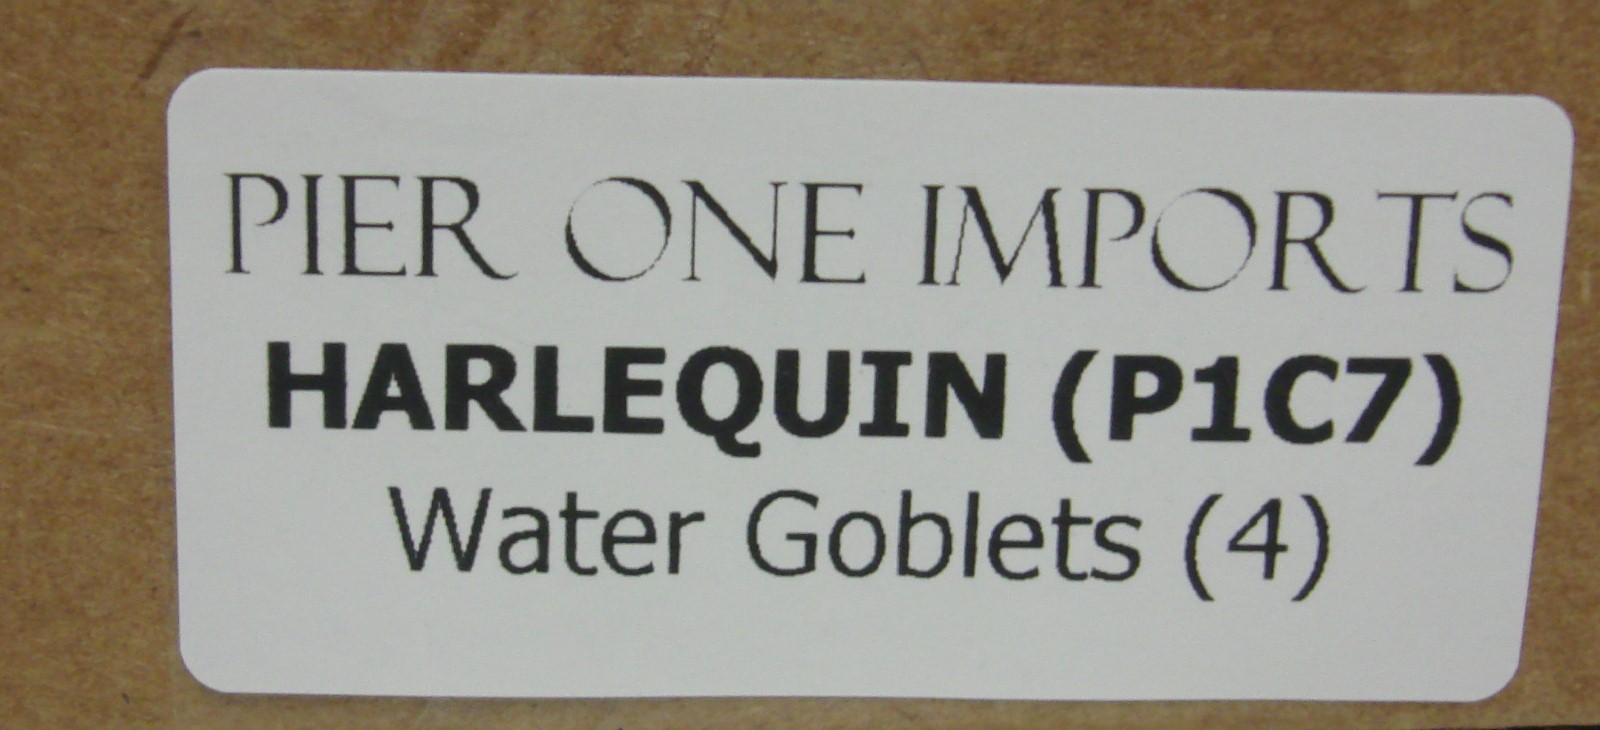 PIER ONE IMPORTS
HARLEQUIN (P1C7)
Water Goblets (4)